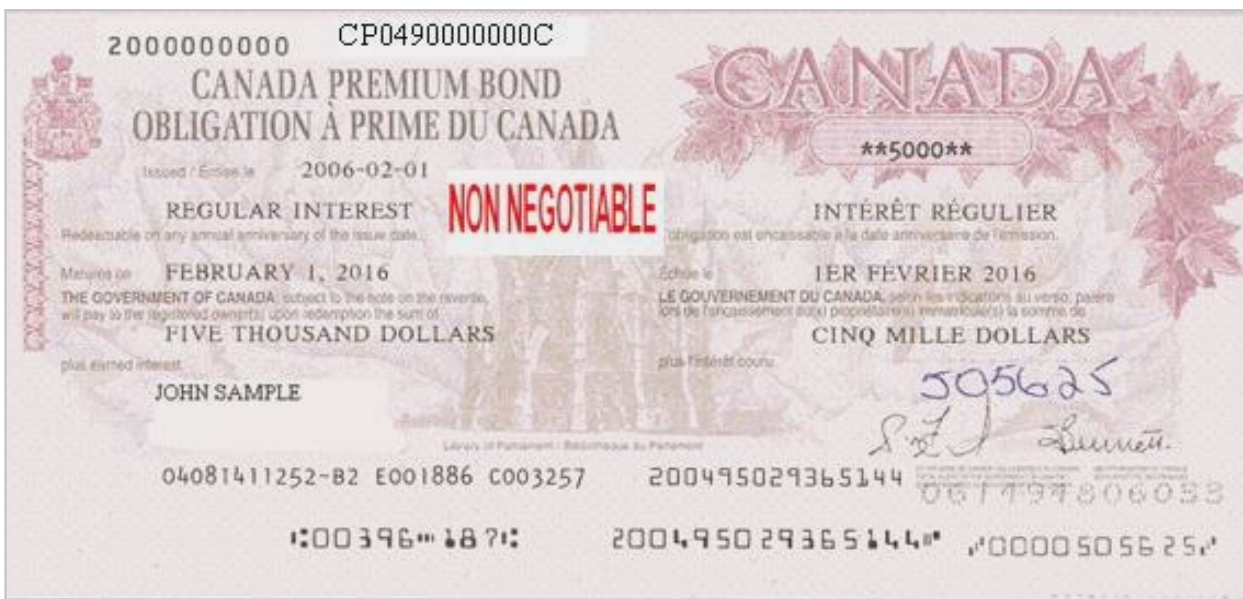 2000000000 CP0490000000C
CANADA PREMIUM BOND
OBLIGATION À PRIME DU CANADA
CANADA
**5000**
Issued / Émise le 2006-02-01
NON NEGOTIABLE
REGULAR INTEREST
Redeemable on any annual anniversary of the issue date.
INTÉRÊT RÉGULIER
l'obligation est encaissable à la date anniversaire de l'émission.
Matures on FEBRUARY 1, 2016
THE GOVERNMENT OF CANADA, subject to the note on the reverse,
will pay to the registered owner(s) upon redemption the sum of
FIVE THOUSAND DOLLARS
plus earned interest.
Échue le 1ER FÉVRIER 2016
LE GOUVERNEMENT DU CANADA, selon les indications au verso, paiera
lors de l'encaissement au(x) propriétaire(s) immatriculé(s) la somme de
CINQ MILLE DOLLARS
plus l'intérêt couru.
JOHN SAMPLE
505625
Library of Parliament / Bibliothèque du Parlement
04081411252-B2 E001886 C003257 200495029365144
0617997806053
⑆00396⑉187⑆ 200495029365144⑈ ⑇0000505625⑇